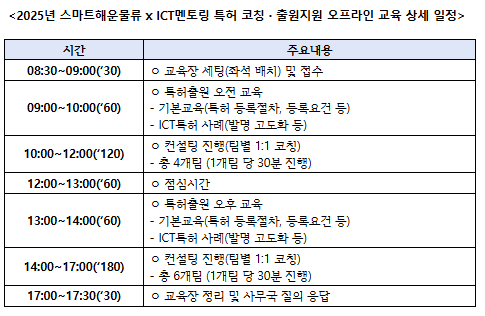 <2025년 스마트해운물류 x ICT멘토링 특허 코칭·출원지원 오프라인 교육 상세 일정>
시간 주요내용
08:30~09:00('30) ㅇ 교육장 세팅(좌석 배치) 및 접수
09:00~10:00('60) ㅇ 특허출원 오전 교육
- 기본교육(특허 등록절차, 등록요건 등)
- ICT특허 사례(발명 고도화 등)
10:00~12:00('120) ㅇ 컨설팅 진행(팀별 1:1 코칭)
- 총 4개팀 (1개팀 당 30분 진행)
12:00~13:00('60) ㅇ 점심시간
13:00~14:00('60) ㅇ 특허출원 오후 교육
- 기본교육(특허 등록절차, 등록요건 등)
- ICT특허 사례(발명 고도화 등)
14:00~17:00('180) ㅇ 컨설팅 진행(팀별 1:1 코칭)
- 총 6개팀 (1개팀 당 30분 진행)
17:00~17:30('30) ㅇ 교육장 정리 및 사무국 질의 응답